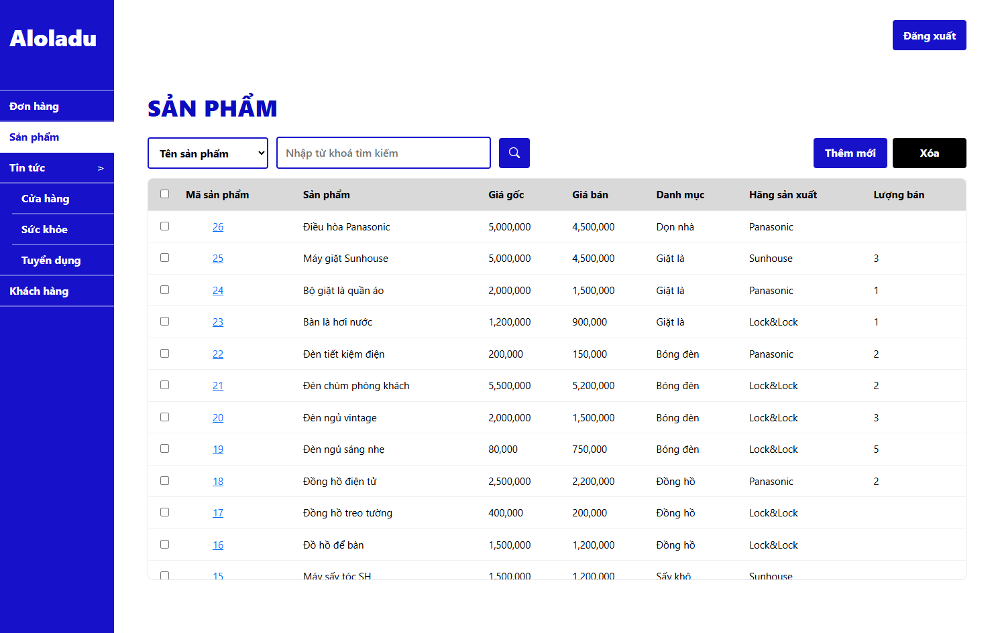 Aloladu
Đăng xuất
Đơn hàng
Sản phẩm
Tin tức >
Cửa hàng
Sức khỏe
Tuyển dụng
Khách hàng
SẢN PHẨM
Tên sản phẩm Nhập từ khoá tìm kiếm Thêm mới Xóa
Mã sản phẩm Sản phẩm Giá gốc Giá bán Danh mục Hãng sản xuất Lượng bán
26 Điều hòa Panasonic 5,000,000 4,500,000 Dọn nhà Panasonic
25 Máy giặt Sunhouse 5,000,000 4,500,000 Giặt là Sunhouse 3
24 Bộ giặt là quần áo 2,000,000 1,500,000 Giặt là Panasonic 1
23 Bàn là hơi nước 1,200,000 900,000 Giặt là Lock&Lock 1
22 Đèn tiết kiệm điện 200,000 150,000 Bóng đèn Panasonic 2
21 Đèn chùm phòng khách 5,500,000 5,200,000 Bóng đèn Lock&Lock 2
20 Đèn ngủ vintage 2,000,000 1,500,000 Bóng đèn Lock&Lock 3
19 Đèn ngủ sáng nhẹ 80,000 750,000 Bóng đèn Lock&Lock 5
18 Đồng hồ điện tử 2,500,000 2,200,000 Đồng hồ Panasonic 2
17 Đồng hồ treo tường 400,000 200,000 Đồng hồ Lock&Lock
16 Đồ hồ để bàn 1,500,000 1,200,000 Đồng hồ Lock&Lock
15 Máy sấy tóc SH 1,500,000 1,200,000 Sấy khô Sunhouse